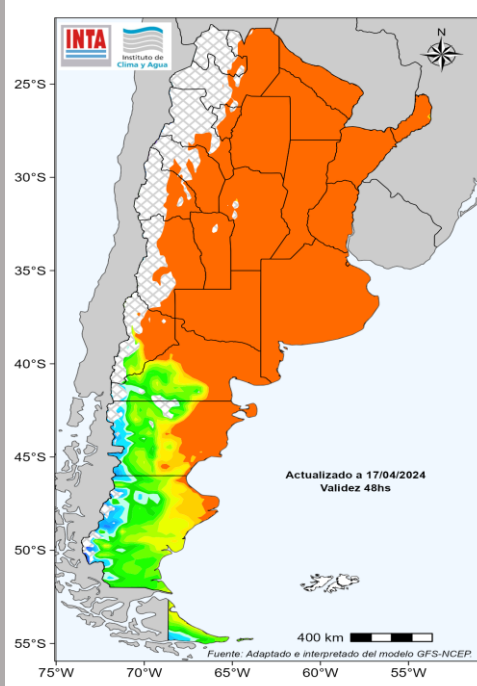 INTA
Instituto de
Clima y Agua
25°S
30°S
35°S
40°S
45°S
50°S
55°S
Actualizado a 17/04/2024
Validez 48hs
400 km
Fuente: Adaptado e interpretado del modelo GFS-NCEP.
75°W
70°W
65°W
60°W
55°W